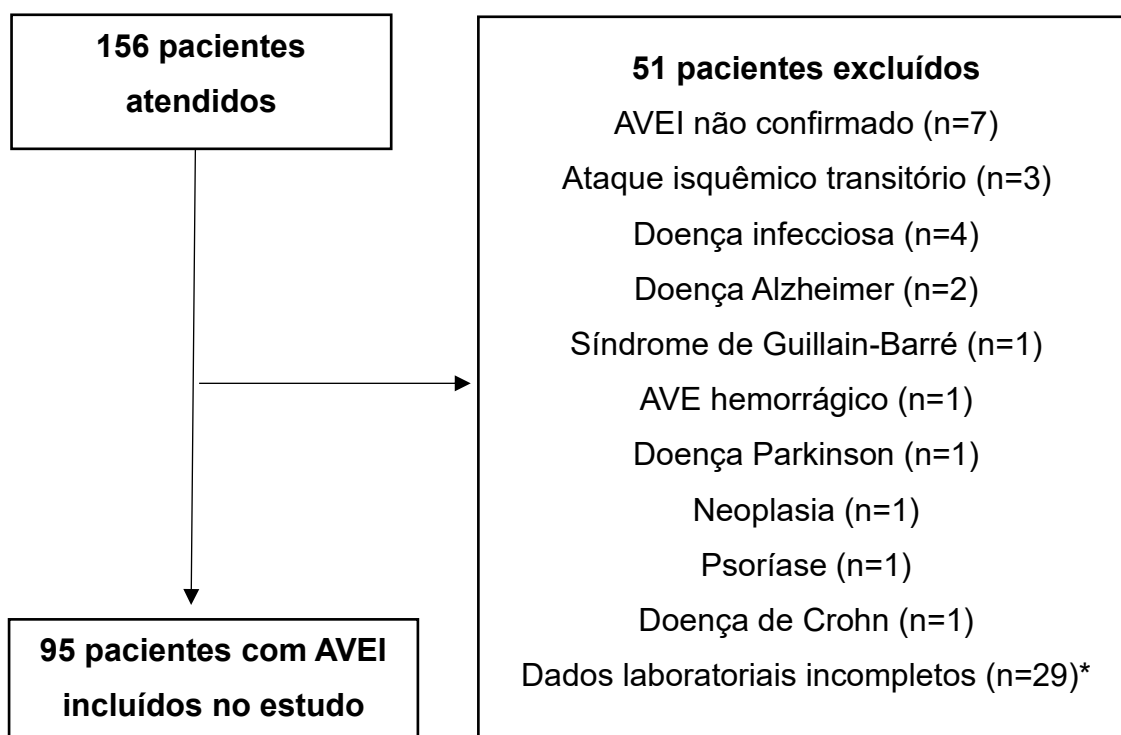 156 pacientes
atendidos
51 pacientes excluídos
AVEI não confirmado (n=7)
Ataque isquêmico transitório (n=3)
Doença infecciosa (n=4)
Doença Alzheimer (n=2)
Síndrome de Guillain-Barré (n=1)
AVE hemorrágico (n=1)
Doença Parkinson (n=1)
Neoplasia (n=1)
Psoríase (n=1)
Doença de Crohn (n=1)
Dados laboratoriais incompletos (n=29)*
95 pacientes com AVEI
incluídos no estudo